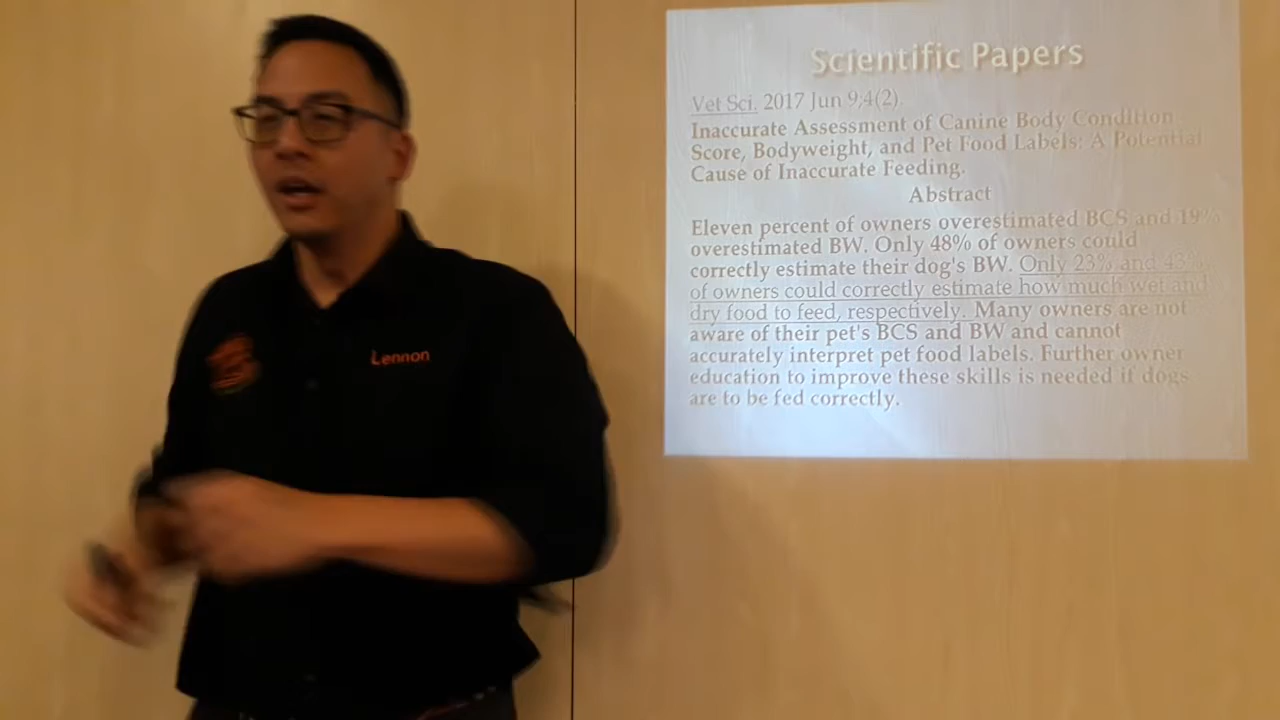 Scientific Papers
Vet Sci. 2017 Jun 9;4(2).
Inaccurate Assessment of Canine Body Condition
Score, Bodyweight, and Pet Food Labels: A Potential
Cause of Inaccurate Feeding.
Abstract
Eleven percent of owners overestimated BCS and 19%
overestimated BW. Only 48% of owners could
correctly estimate their dog's BW. Only 23% and 43%
of owners could correctly estimate how much wet and
dry food to feed, respectively. Many owners are not
aware of their pet's BCS and BW and cannot
accurately interpret pet food labels. Further owner
education to improve these skills is needed if dogs
are to be fed correctly.
Lennon